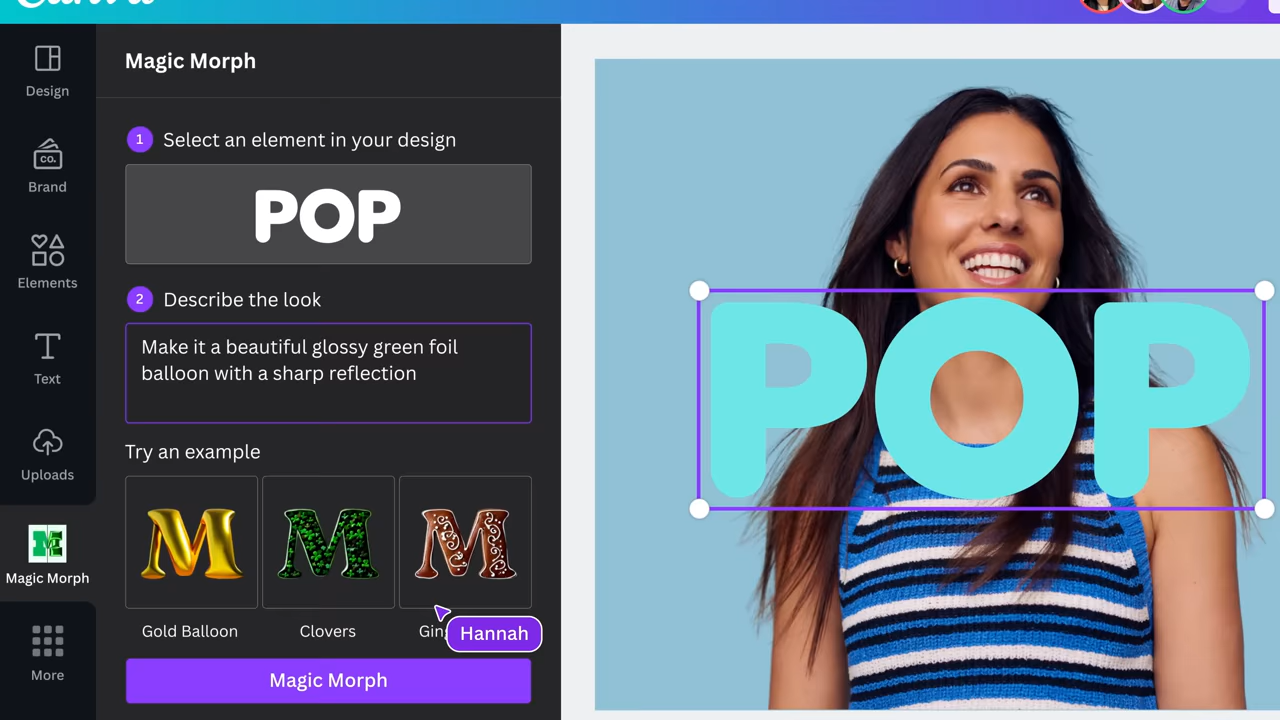 Canva
Design
Brand
co.
Elements
Text
Uploads
Magic Morph
More
Magic Morph
1 Select an element in your design
POP
2 Describe the look
Make it a beautiful glossy green foil
balloon with a sharp reflection
Try an example
M M M
Gold Balloon Clovers
Hannah
Magic Morph
POP